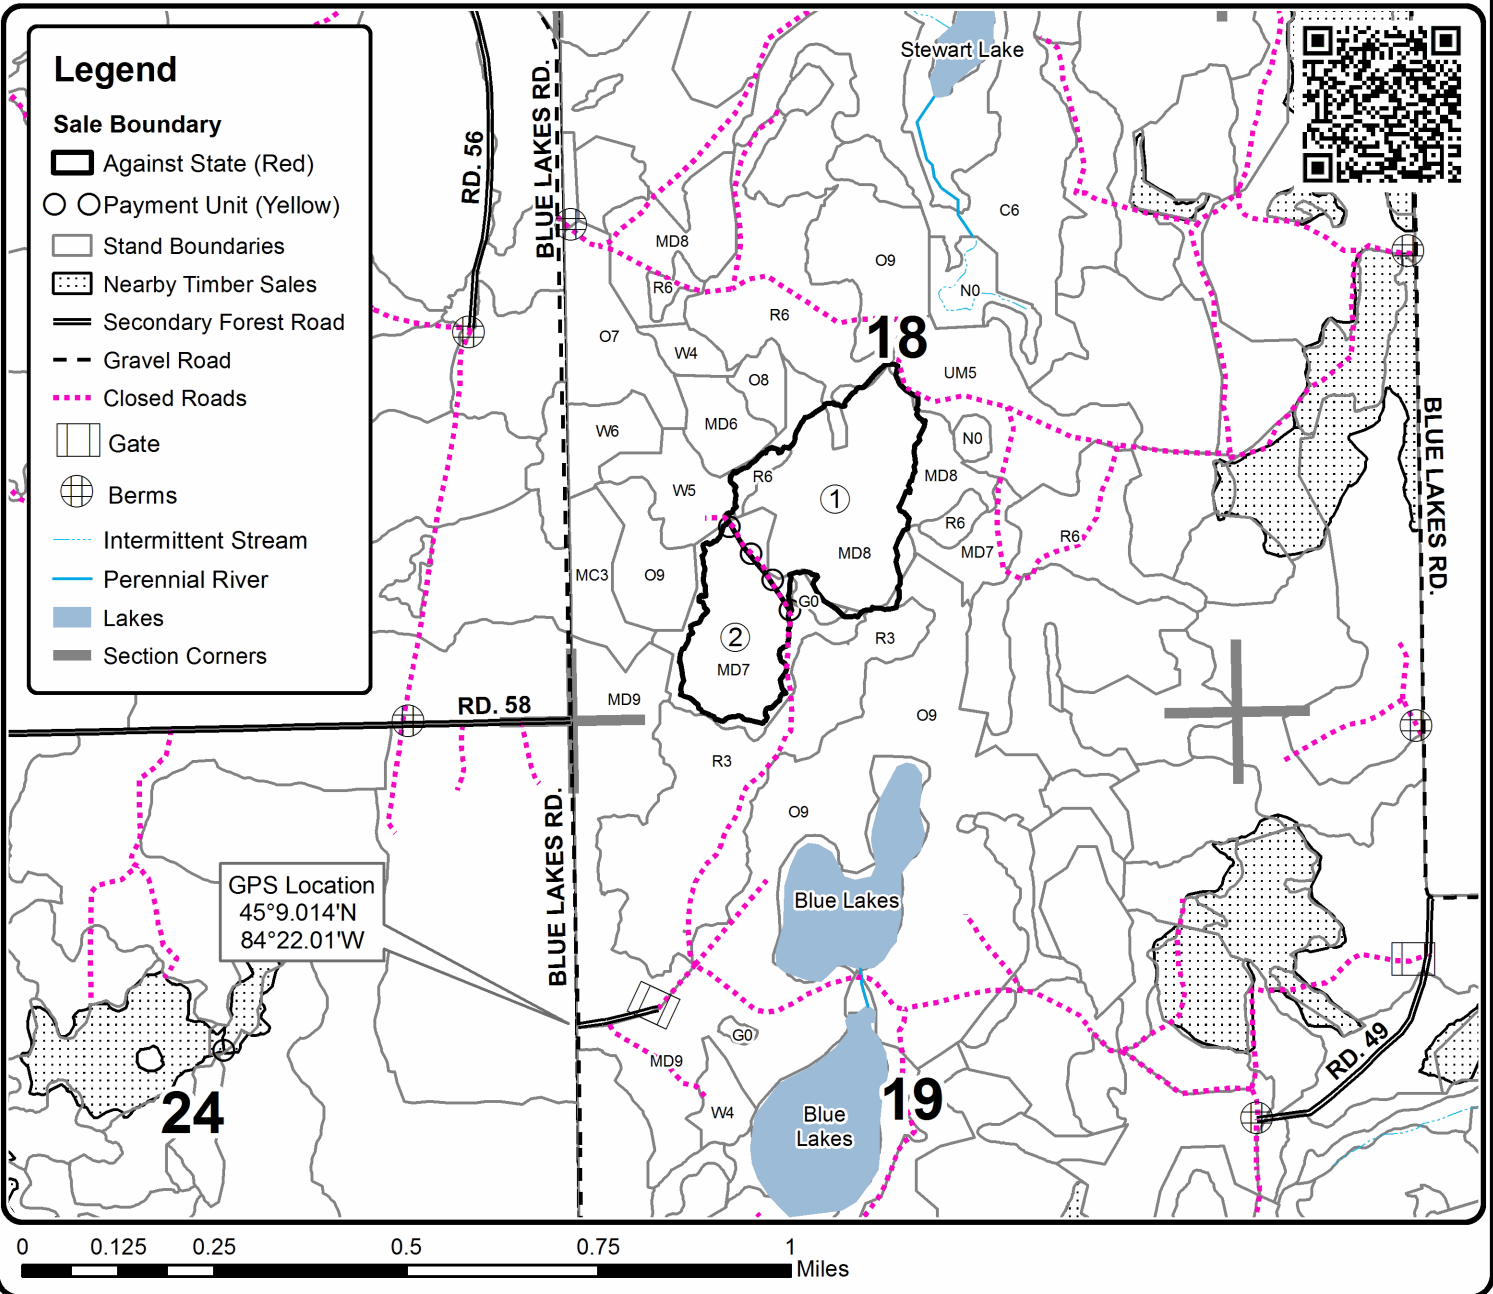 Legend
Sale Boundary
Against State (Red)
Payment Unit (Yellow)
Stand Boundaries
Nearby Timber Sales
Secondary Forest Road
Gravel Road
Closed Roads
Gate
Berms
Intermittent Stream
Perennial River
Lakes
Section Corners
RD. 56
BLUE LAKES RD.
Stewart Lake
C6
MD8
O9
R6
N0
R6
O7
18
W4
UM5
O8
MD6
W6
N0
BLUE LAKES RD.
R6
MD8
W5
1
R6
R6
MD8
MD7
MC3
O9
G0
2
R3
MD7
MD9
RD. 58
O9
R3
O9
BLUE LAKES RD.
GPS Location
45°9.014'N
84°22.01'W
Blue Lakes
G0
MD9
RD. 49
24
W4
Blue
Lakes
19
0 0.125 0.25 0.5 0.75 1
Miles